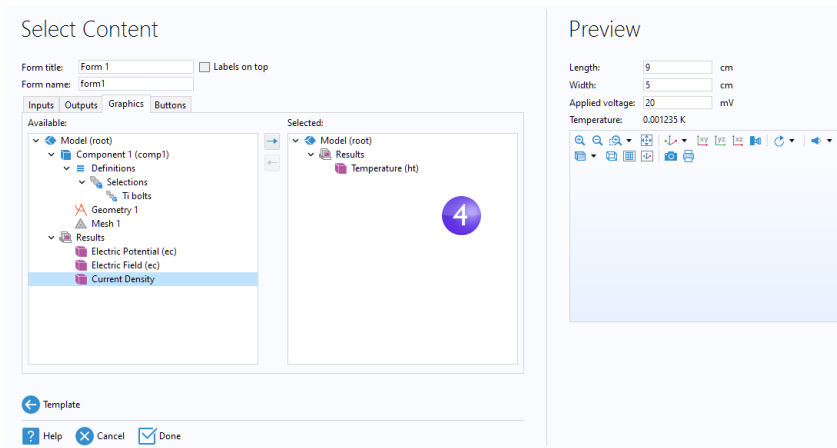 Select Content
Form title: Form 1 Labels on top
Form name: form1
Inputs Outputs Graphics Buttons
Available:
Model (root)
Component 1 (comp1)
Definitions
Selections
Ti bolts
Geometry 1
Mesh 1
Results
Electric Potential (ec)
Electric Field (ec)
Current Density
Selected:
Model (root)
Results
Temperature (ht)
4
Template
? Help Cancel Done
Preview
Length: 9 cm
Width: 5 cm
Applied voltage: 20 mV
Temperature: 0.001235 K
xy yz xz